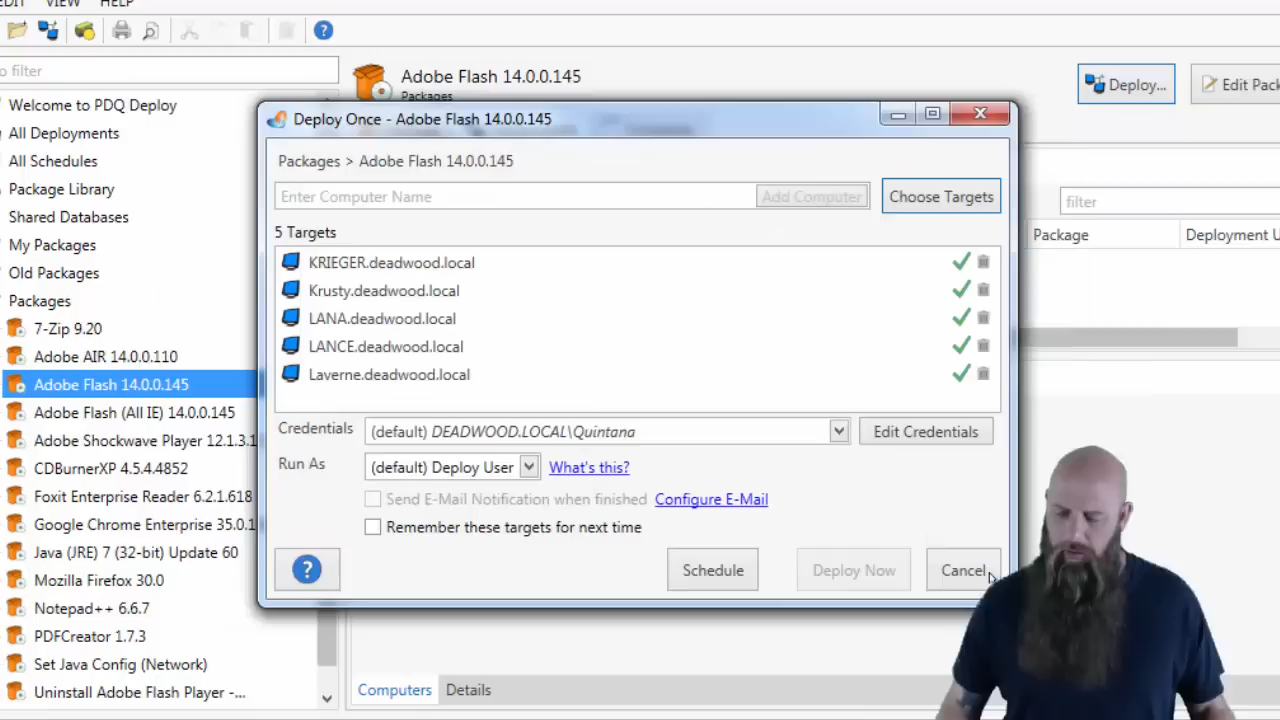 EDIT VIEW HELP
o filter
Welcome to PDQ Deploy
All Deployments
All Schedules
Package Library
Shared Databases
My Packages
Old Packages
Packages
7-Zip 9.20
Adobe AIR 14.0.0.110
Adobe Flash 14.0.0.145
Adobe Flash (All IE) 14.0.0.145
Adobe Shockwave Player 12.1.3.1
CDBurnerXP 4.5.4.4852
Foxit Enterprise Reader 6.2.1.618
Google Chrome Enterprise 35.0.1
Java (JRE) 7 (32-bit) Update 60
Mozilla Firefox 30.0
Notepad++ 6.6.7
PDFCreator 1.7.3
Set Java Config (Network)
Uninstall Adobe Flash Player -...
Adobe Flash 14.0.0.145
Packages
Deploy...
Edit Pack
filter
Package Deployment U
Deploy Once - Adobe Flash 14.0.0.145
Packages > Adobe Flash 14.0.0.145
Enter Computer Name Add Computer Choose Targets
5 Targets
KRIEGER.deadwood.local
Krusty.deadwood.local
LANA.deadwood.local
LANCE.deadwood.local
Laverne.deadwood.local
Credentials (default) DEADWOOD.LOCAL\Quintana Edit Credentials
Run As (default) Deploy User What's this?
Send E-Mail Notification when finished Configure E-Mail
Remember these targets for next time
? Schedule Deploy Now Cancel
Computers Details